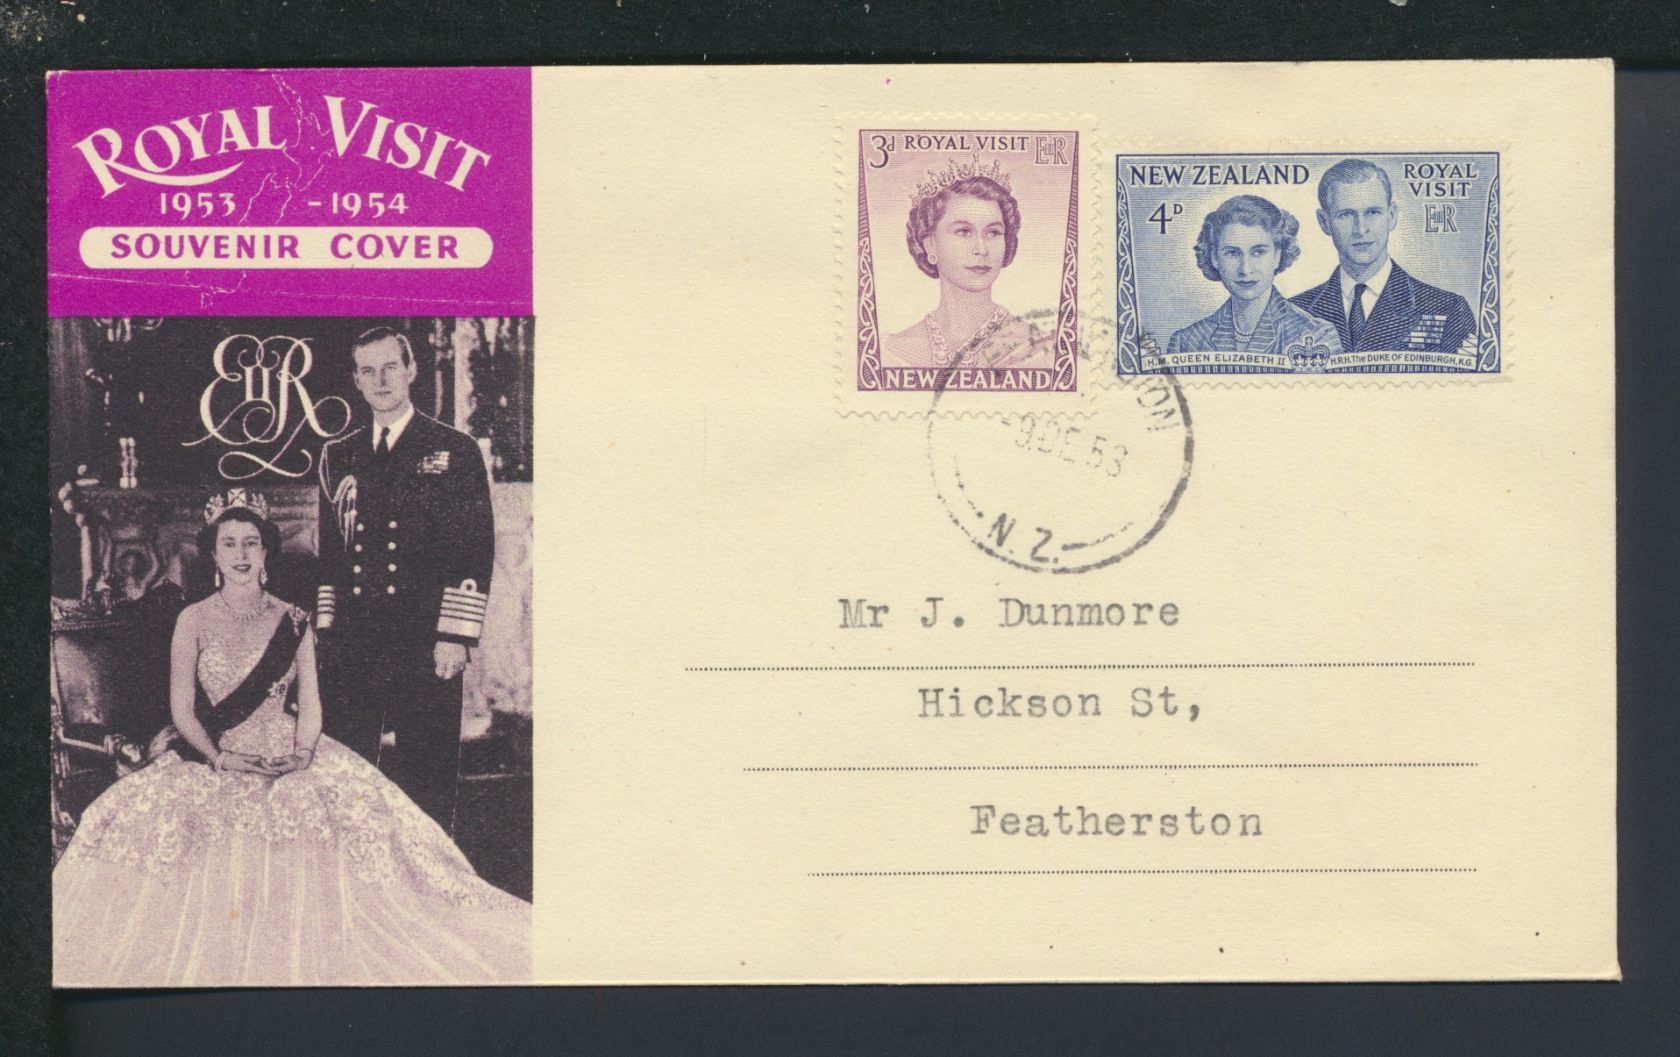 ROYAL VISIT
1953 - 1954
SOUVENIR COVER
EIIR
3d ROYAL VISIT EIIR
NEW ZEALAND
NEW ZEALAND
ROYAL
VISIT
4D
EIIR
H.M. QUEEN ELIZABETH II
H.R.H. The DUKE OF EDINBURGH, K.G.
-9 DE 53
N.Z.
Mr J. Dunmore
Hickson St,
Featherston